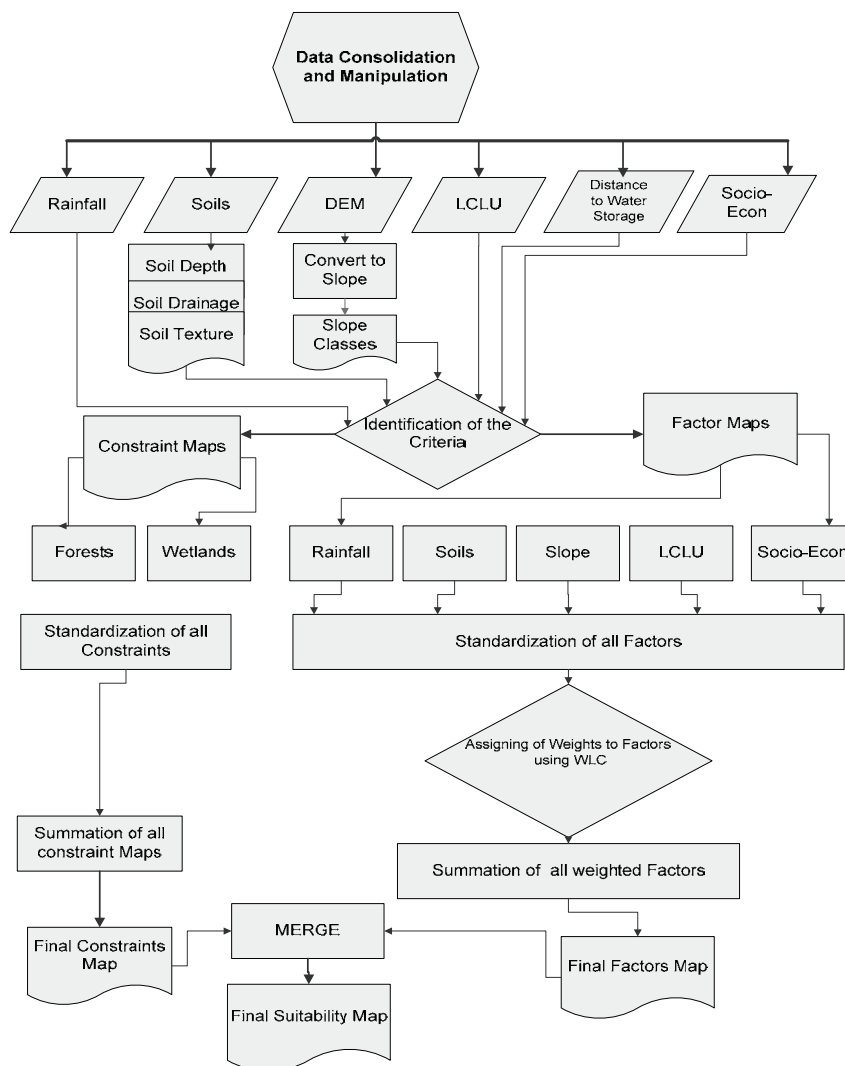 Data Consolidation
and Manipulation
Rainfall
Soils
DEM
LCLU
Distance
to Water
Storage
Socio-
Econ
Soil Depth
Soil Drainage
Soil Texture
Convert to
Slope
Slope
Classes
Identification of the
Criteria
Constraint Maps
Factor Maps
Forests
Wetlands
Rainfall
Soils
Slope
LCLU
Socio-Econ
Standardization of all
Constraints
Standardization of all Factors
Assigning of Weights to Factors
using WLC
Summation of all
constraint Maps
Summation of all weighted Factors
Final Constraints
Map
MERGE
Final Factors Map
Final Suitability Map